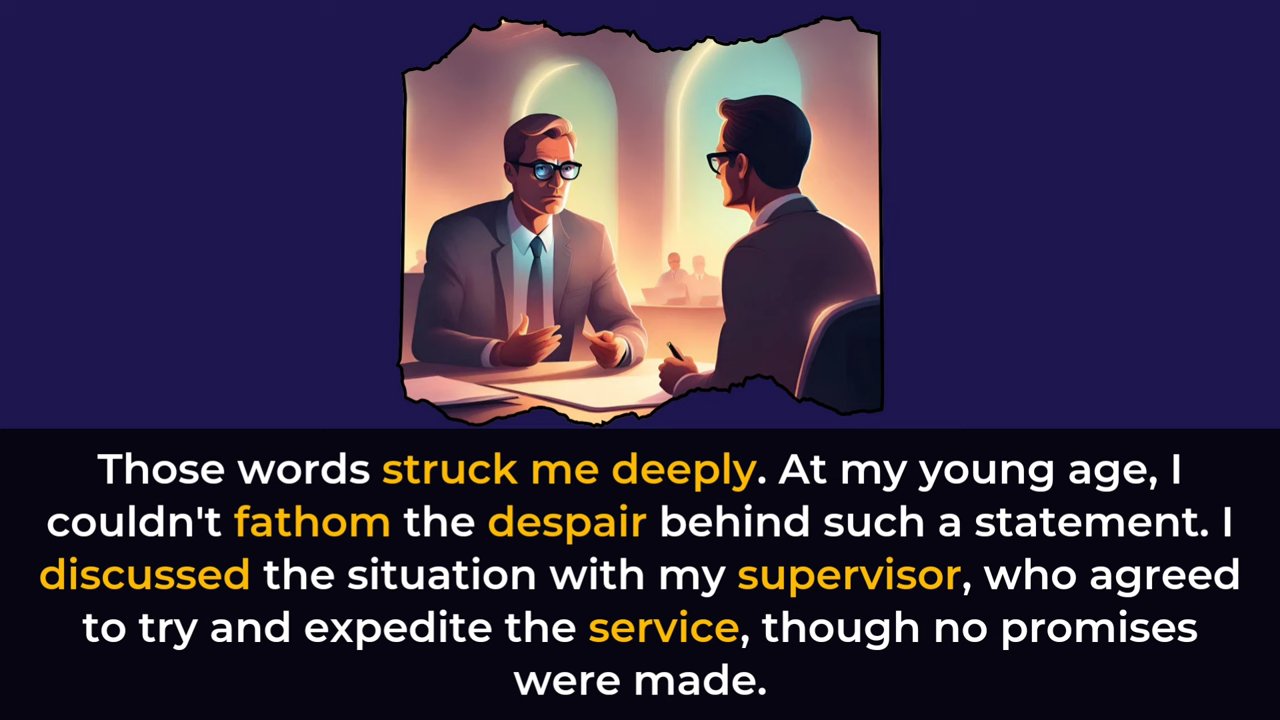 Those words struck me deeply. At my young age, I
couldn't fathom the despair behind such a statement. I
discussed the situation with my supervisor, who agreed
to try and expedite the service, though no promises
were made.